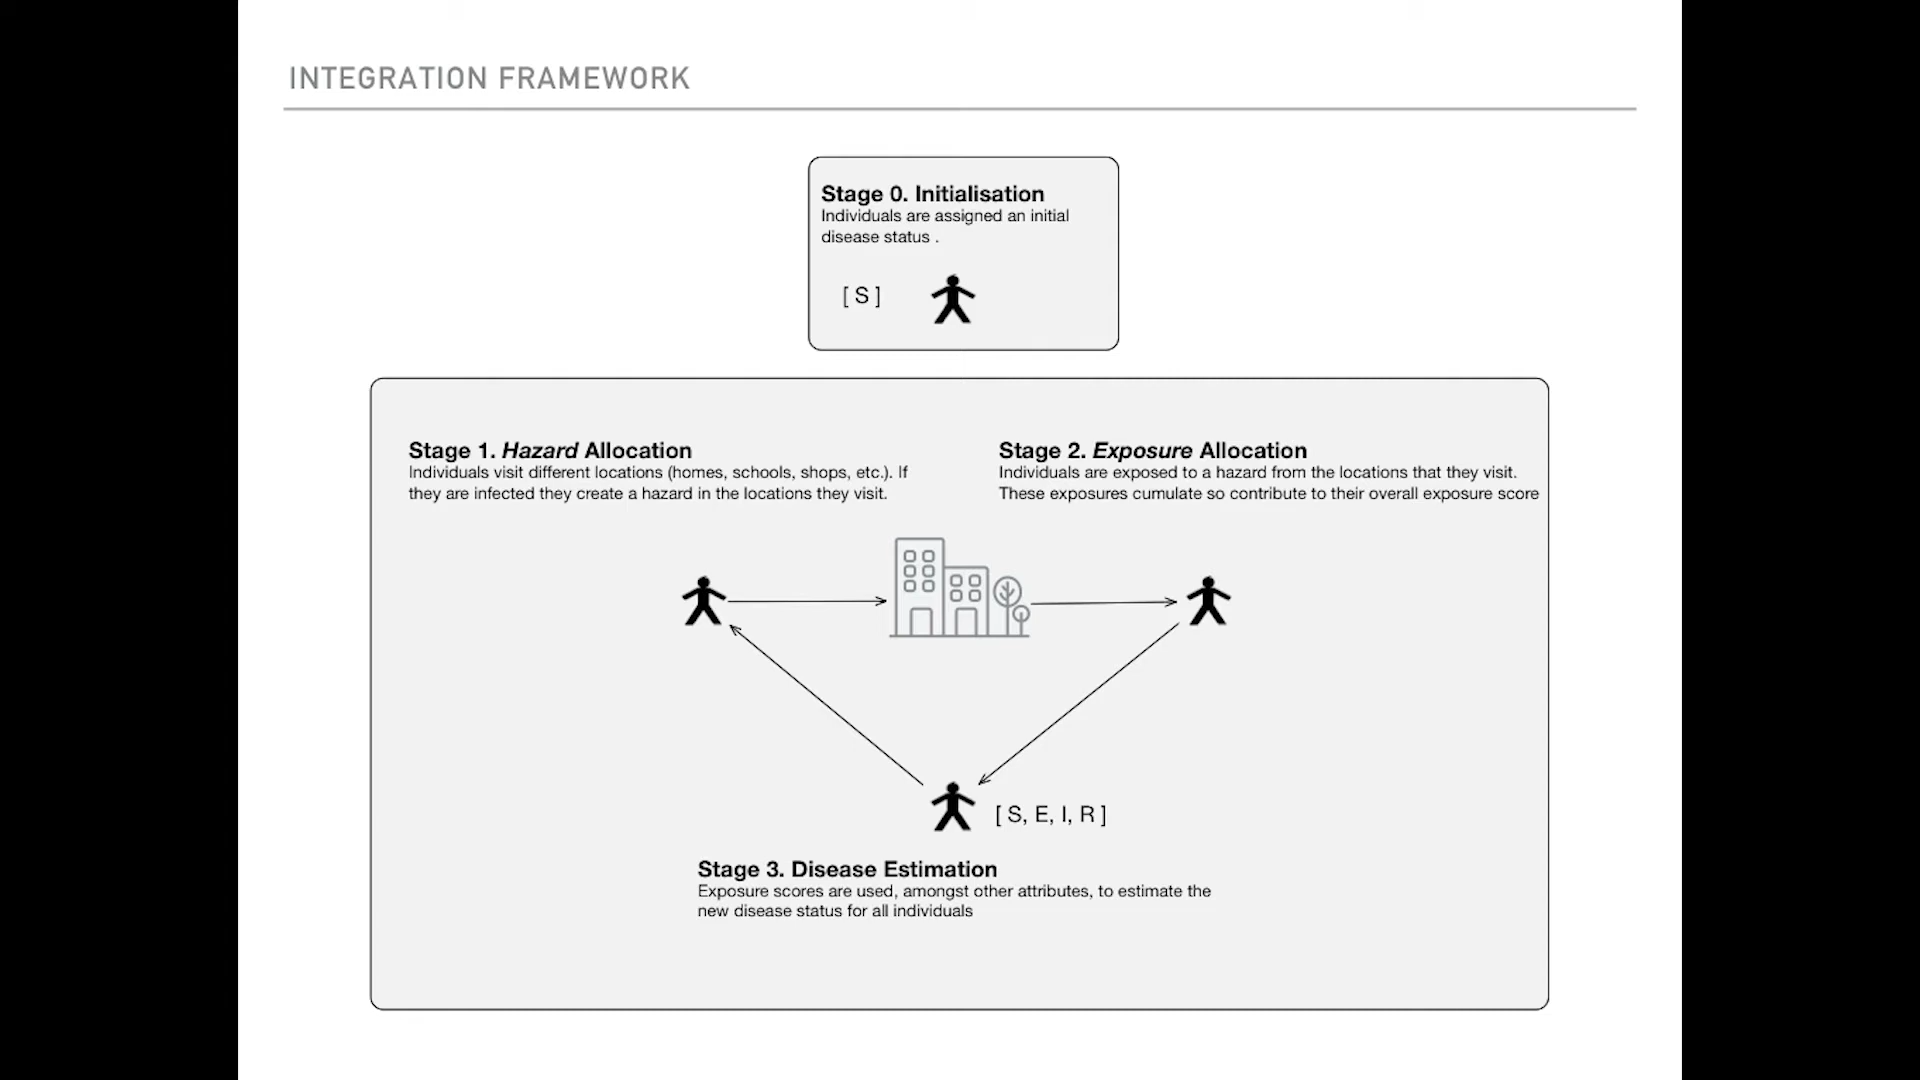 INTEGRATION FRAMEWORK
Stage 0. Initialisation
Individuals are assigned an initial
disease status .
[ S ]
Stage 1. Hazard Allocation
Individuals visit different locations (homes, schools, shops, etc.). If
they are infected they create a hazard in the locations they visit.
Stage 2. Exposure Allocation
Individuals are exposed to a hazard from the locations that they visit.
These exposures cumulate so contribute to their overall exposure score
[ S, E, I, R ]
Stage 3. Disease Estimation
Exposure scores are used, amongst other attributes, to estimate the
new disease status for all individuals